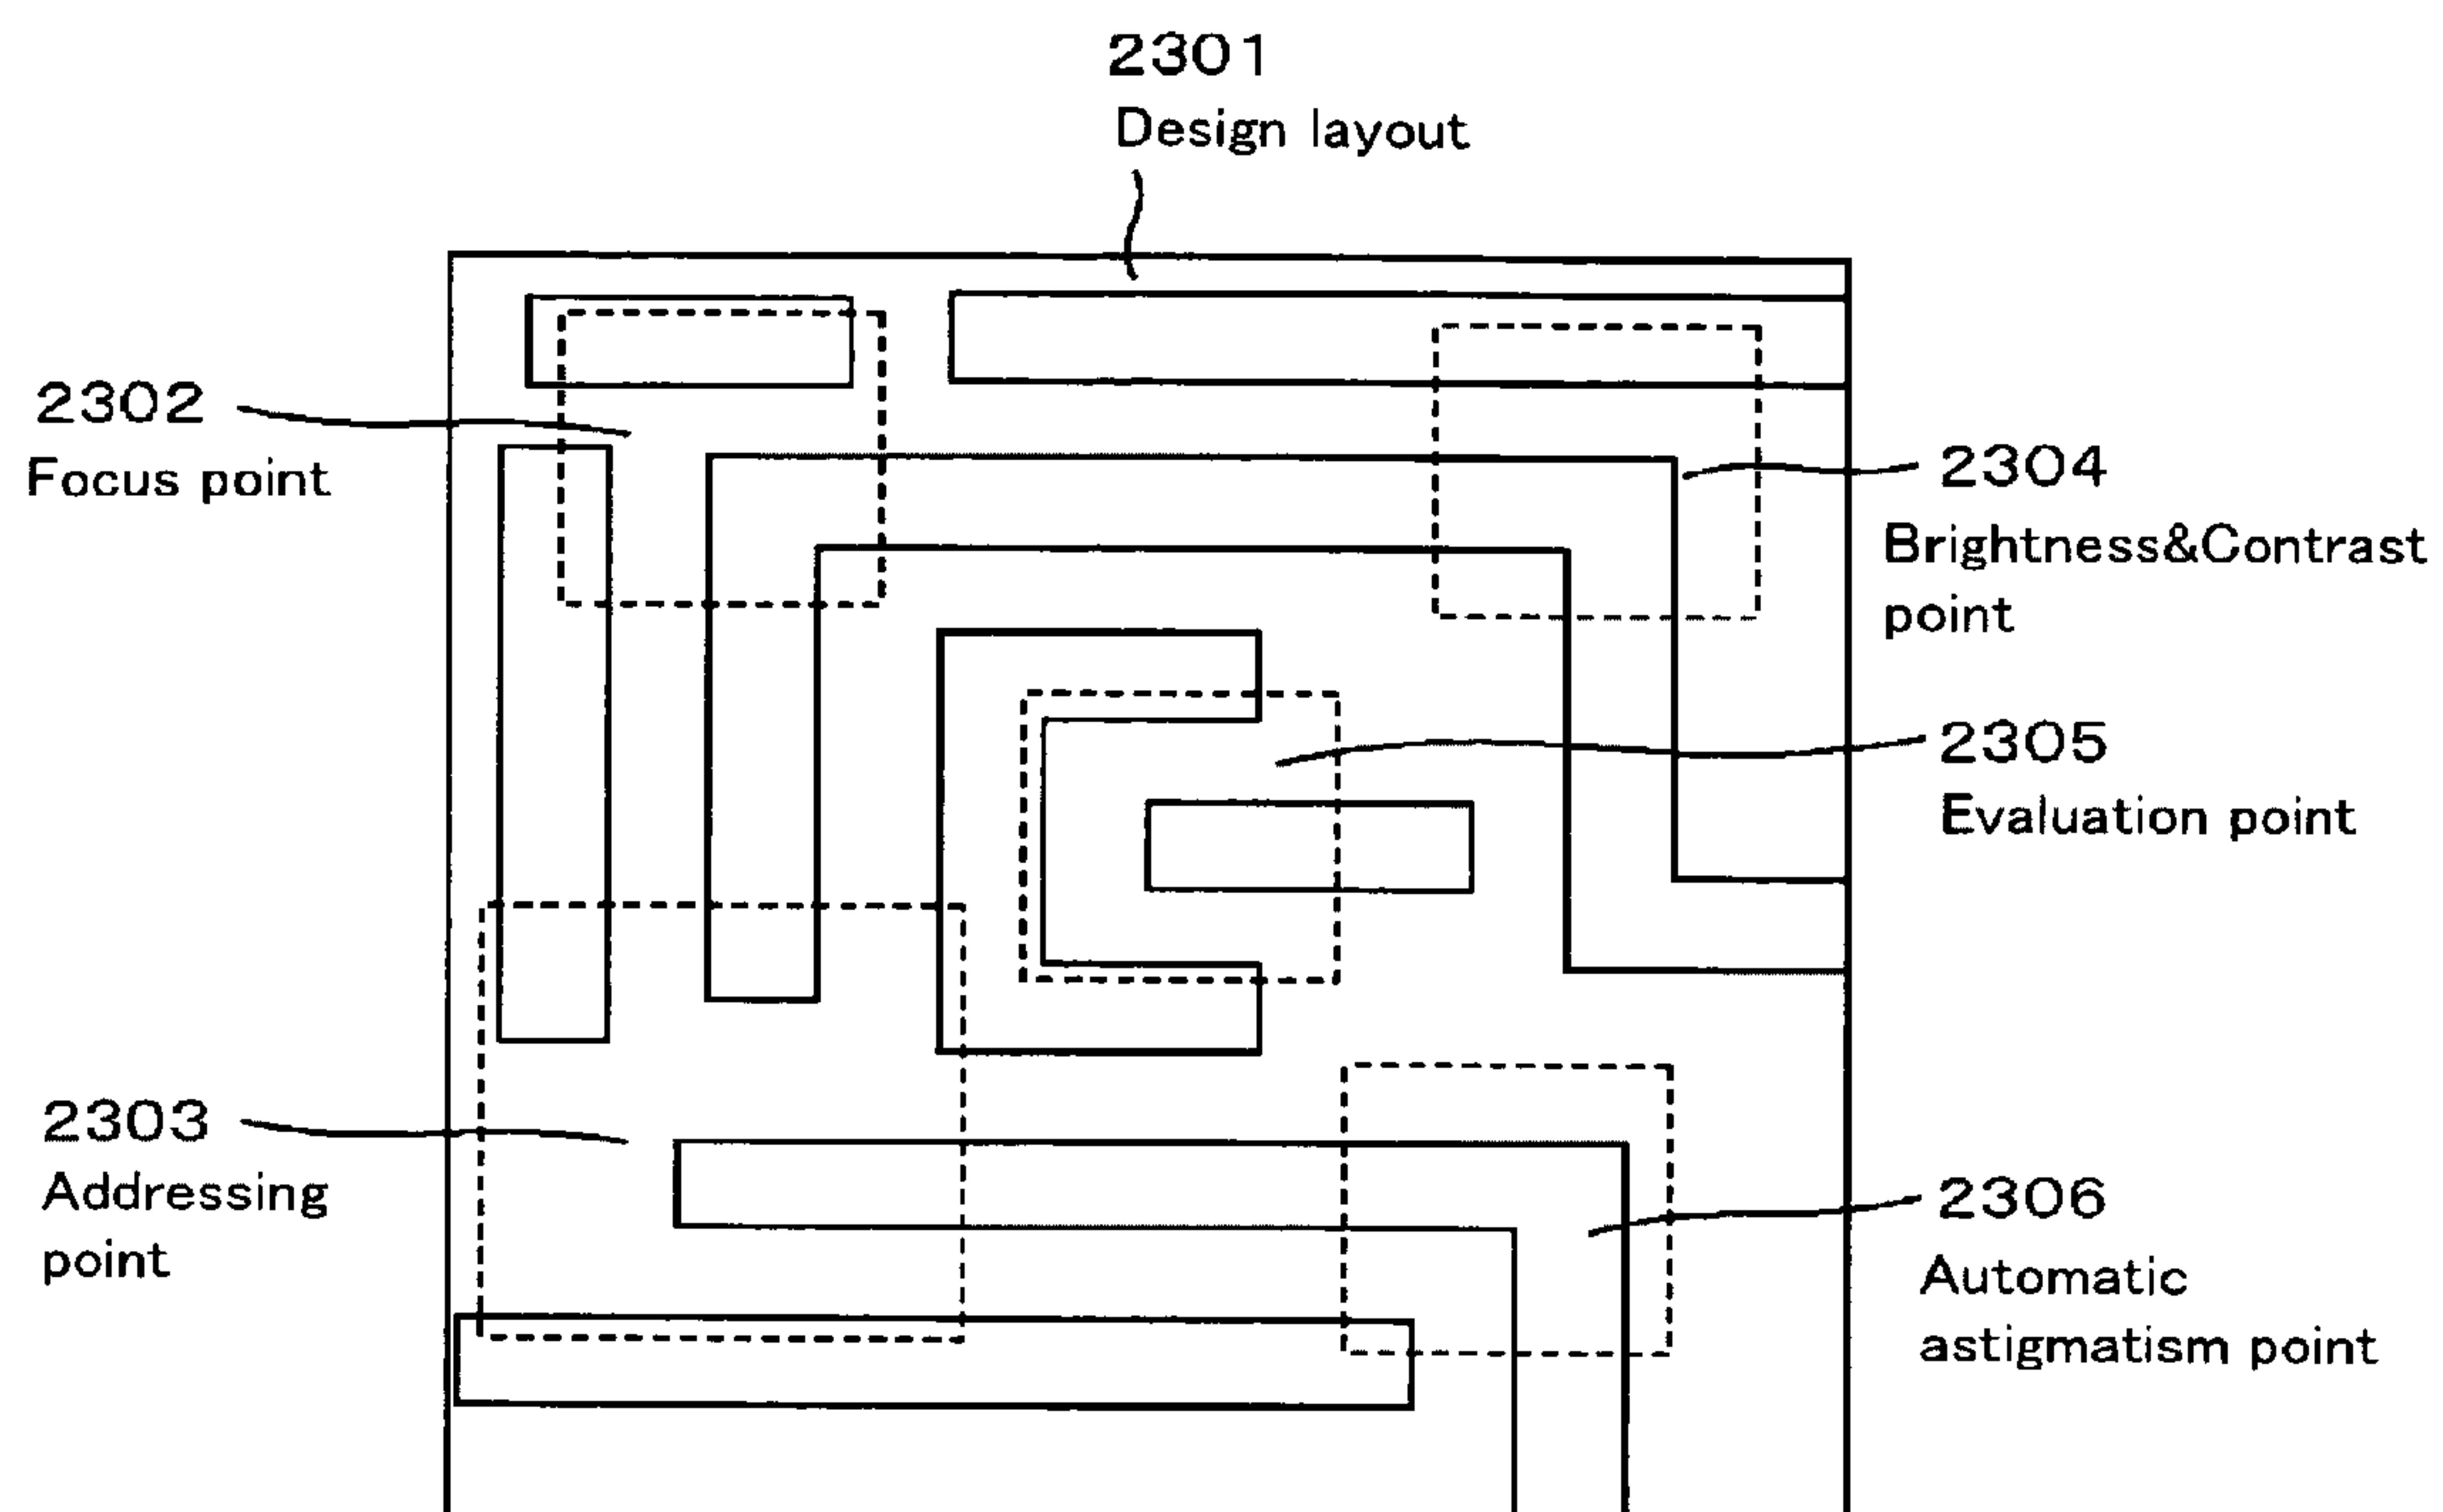 2301
Design layout
2302
Focus point
2304
Brightness&Contrast
point
2305
Evaluation point
2303
Addressing
point
2306
Automatic
astigmatism point